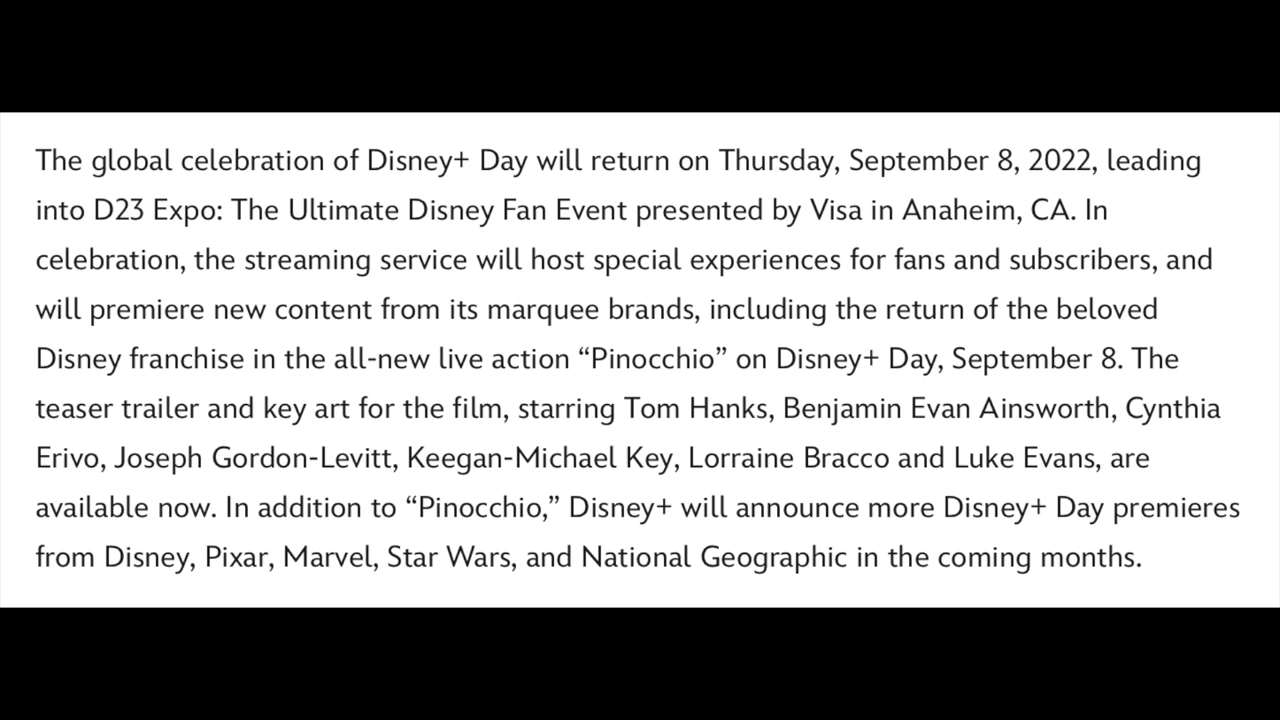 The global celebration of Disney+ Day will return on Thursday, September 8, 2022, leading
into D23 Expo: The Ultimate Disney Fan Event presented by Visa in Anaheim, CA. In
celebration, the streaming service will host special experiences for fans and subscribers, and
will premiere new content from its marquee brands, including the return of the beloved
Disney franchise in the all-new live action “Pinocchio” on Disney+ Day, September 8. The
teaser trailer and key art for the film, starring Tom Hanks, Benjamin Evan Ainsworth, Cynthia
Erivo, Joseph Gordon-Levitt, Keegan-Michael Key, Lorraine Bracco and Luke Evans, are
available now. In addition to “Pinocchio,” Disney+ will announce more Disney+ Day premieres
from Disney, Pixar, Marvel, Star Wars, and National Geographic in the coming months.